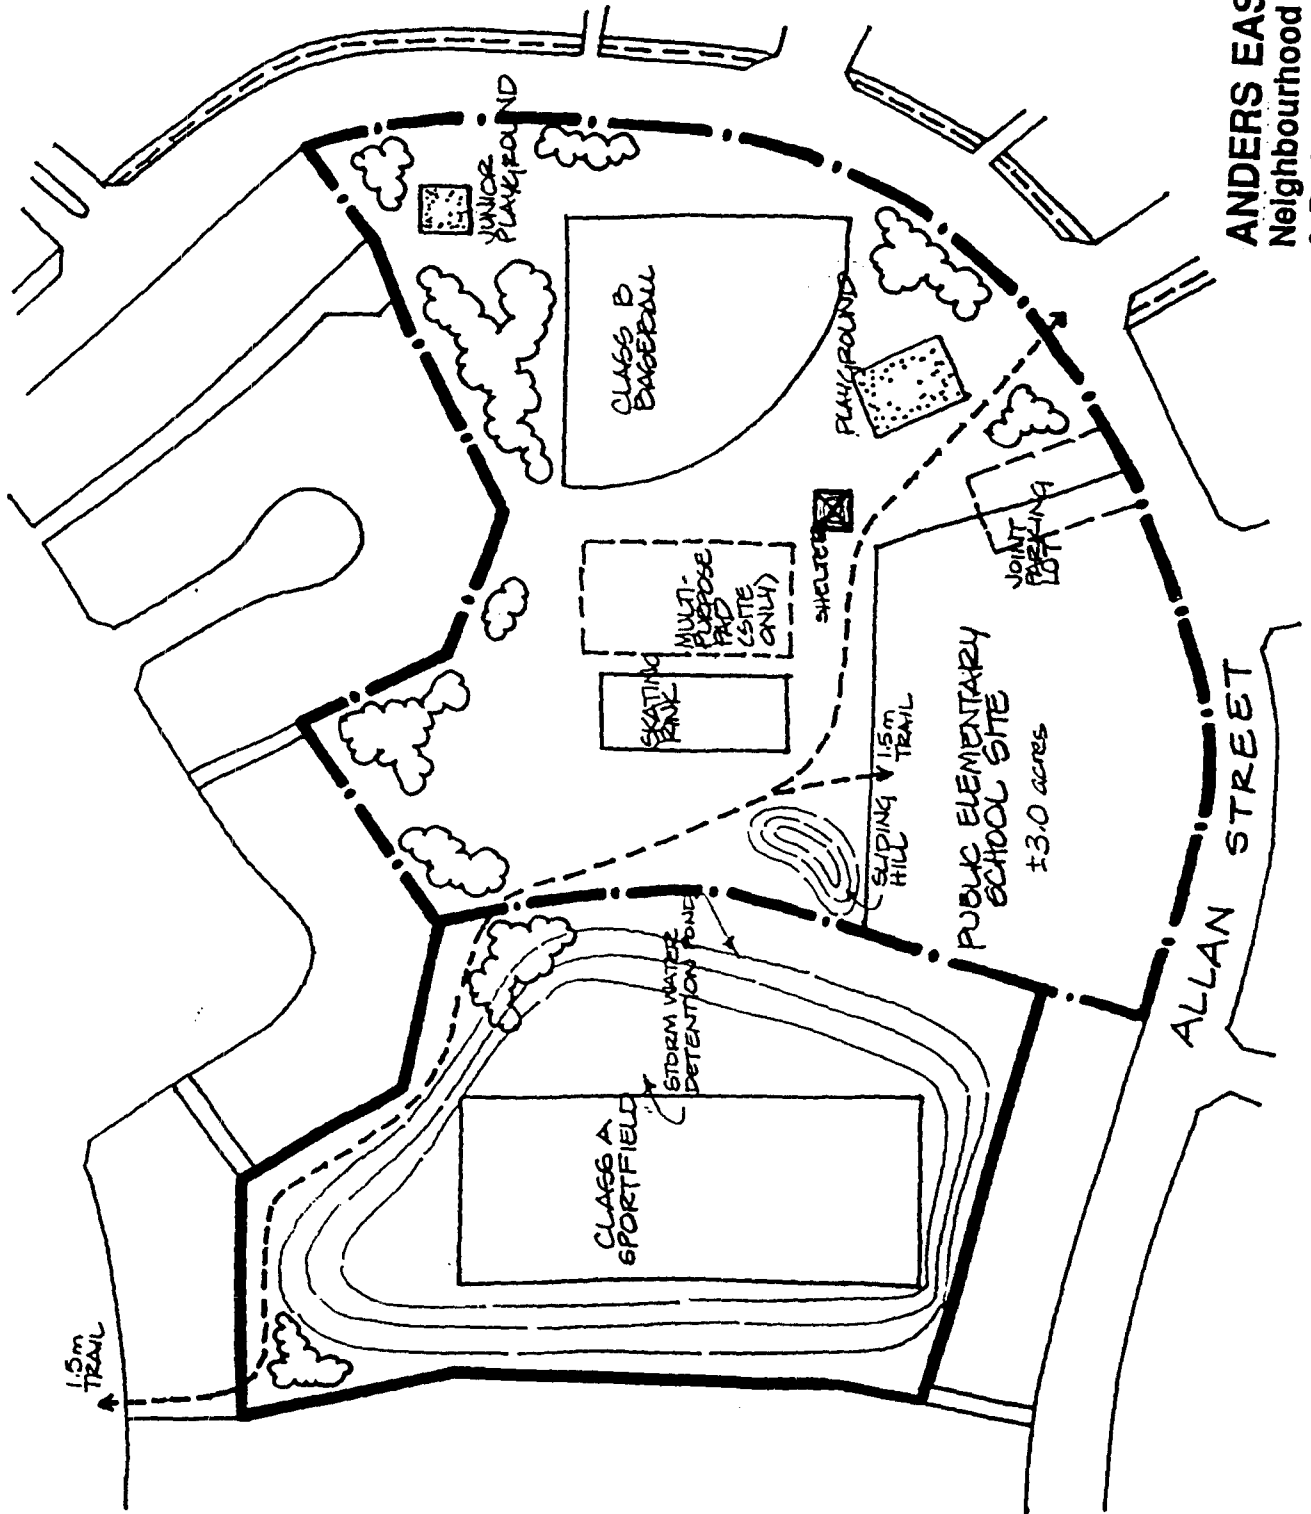 ANDERS EAS
Neighbourhood
1.5m
TRAIL
JUNIOR
PLAYGROUND
CLASS B
BASEBALL
PLAYGROUND
MULTI-
PURPOSE
PAD
(SITE
ONLY)
SHELTER
JOINT
PARKING
LOT
SKATING
RINK
1.5m
TRAIL
SLIDING
HILL
PUBLIC ELEMENTARY
SCHOOL SITE
±3.0 acres
STORM WATER
DETENTION POND
CLASS A
SPORTFIELD
ALLAN STREET